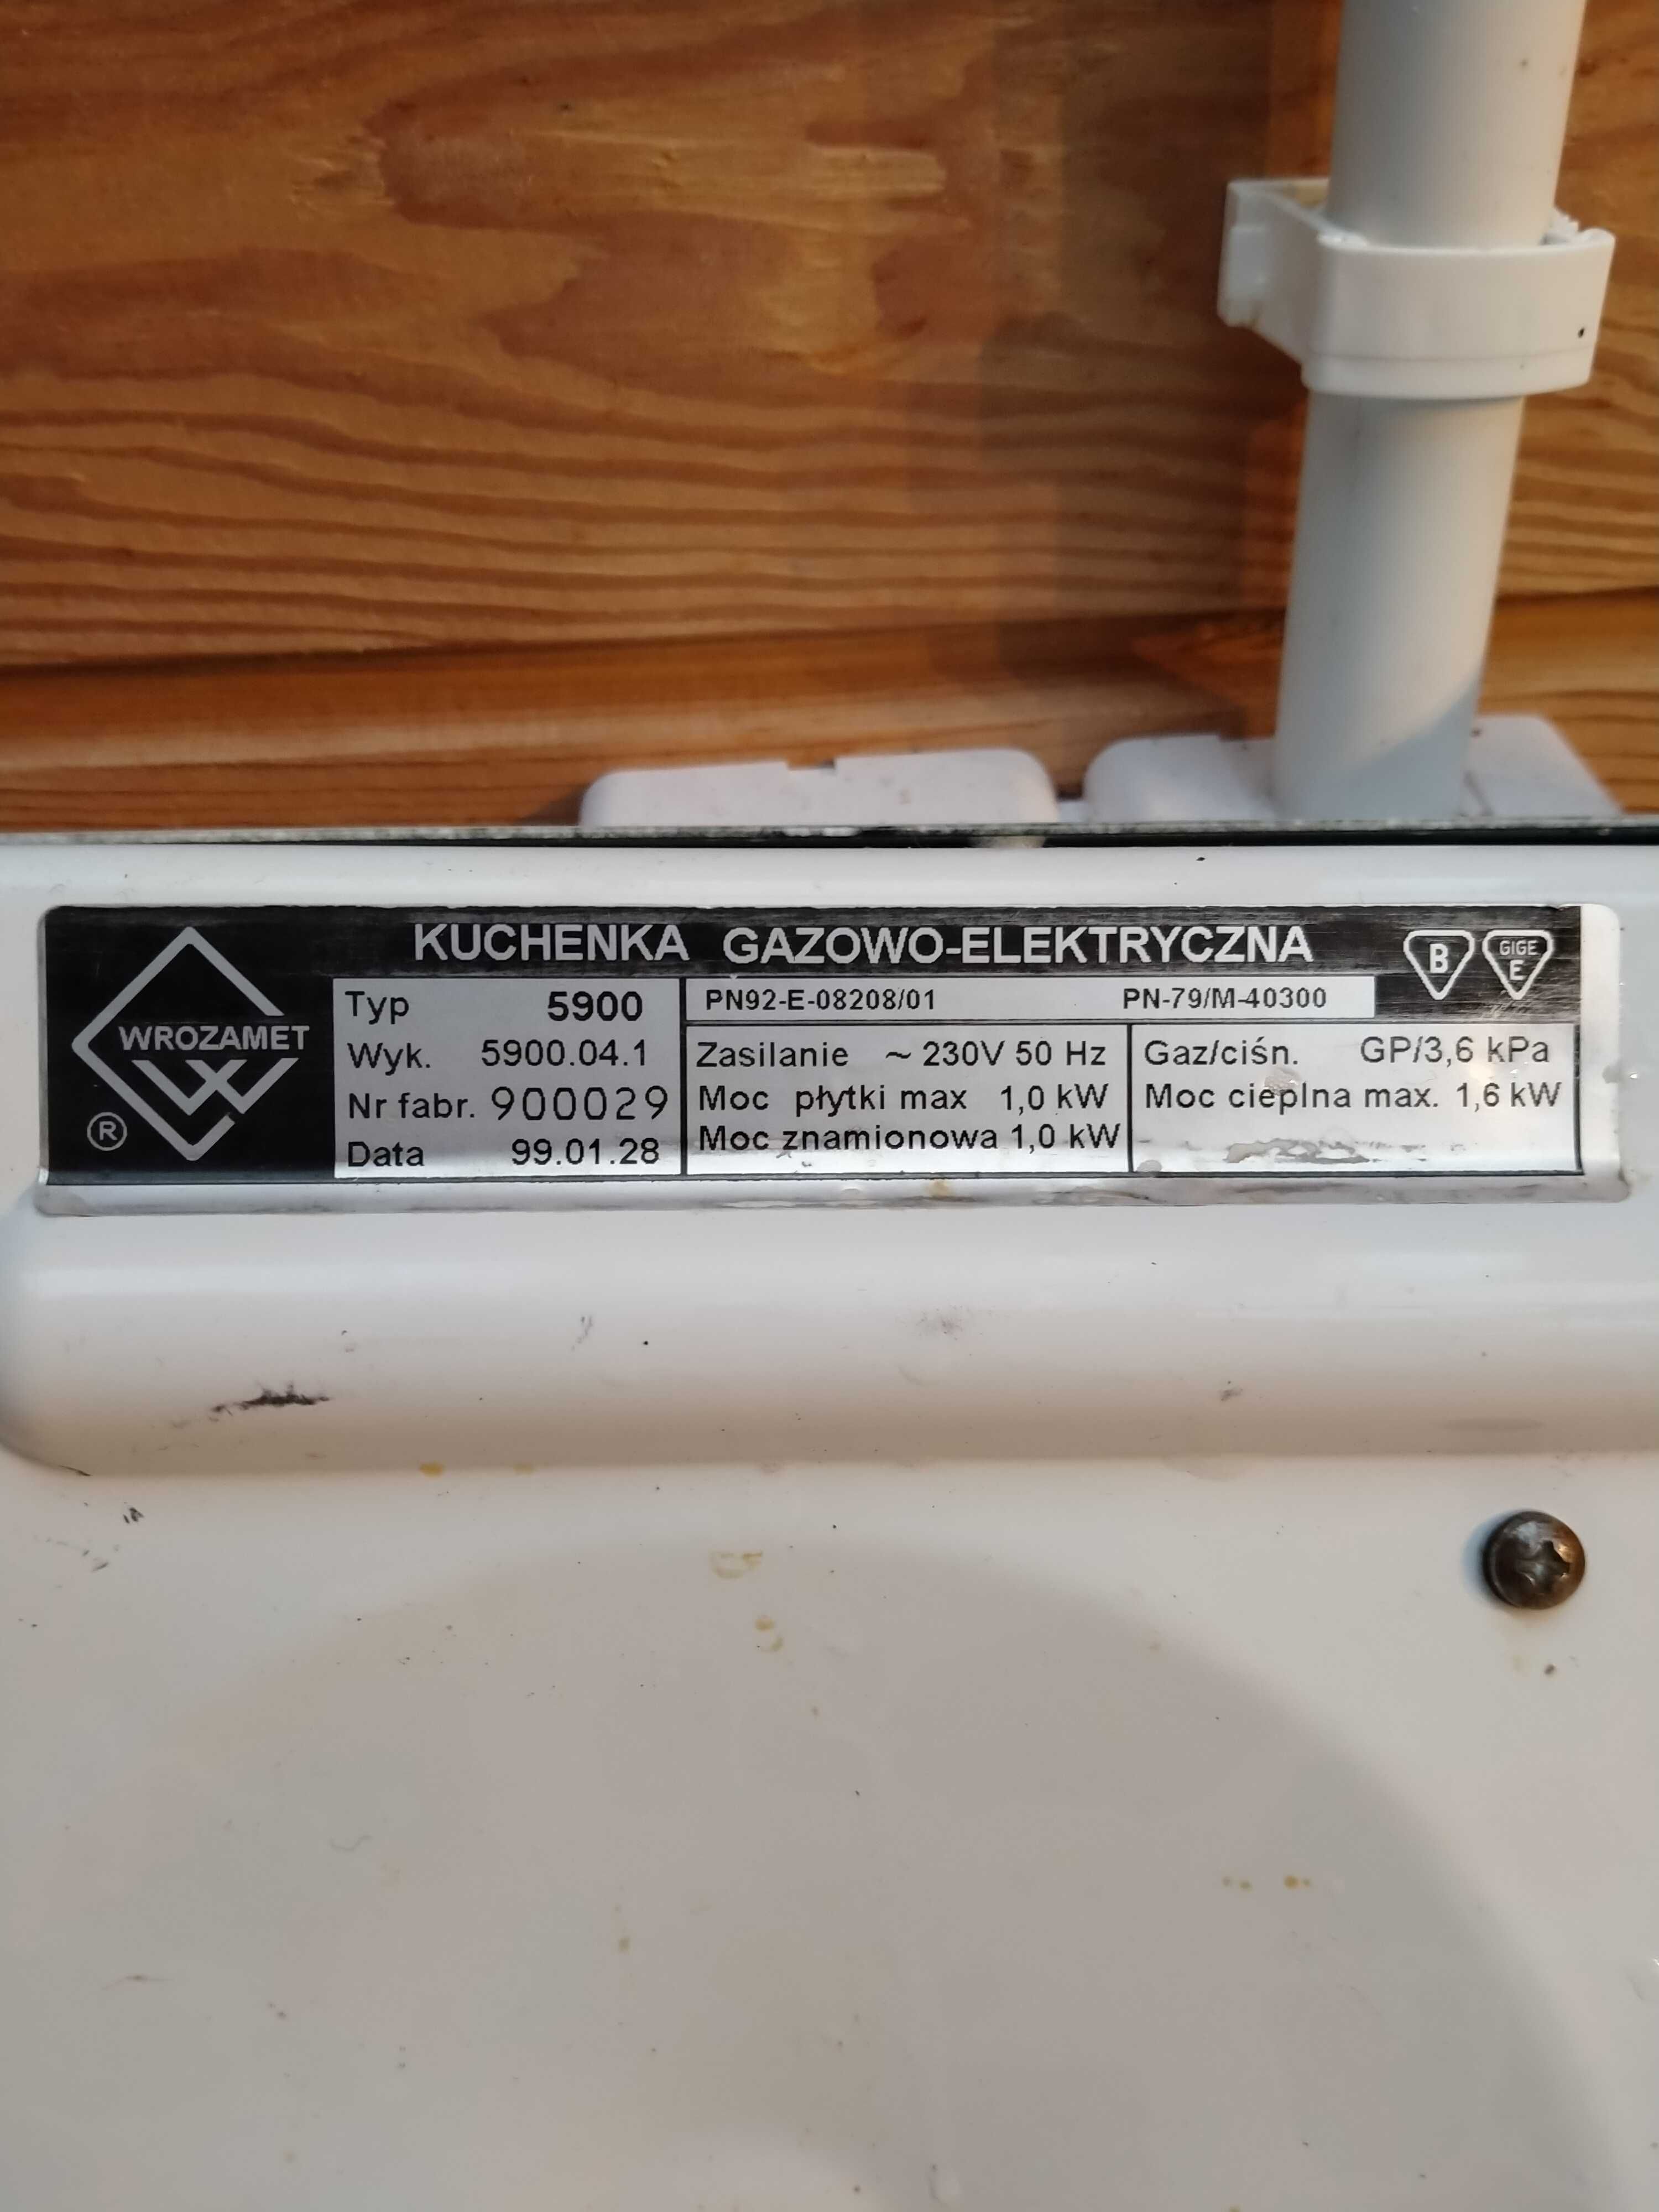 KUCHENKA GAZOWO-ELEKTRYCZNA
B
GIGE
E
WROZAMET
®
Typ 5900
Wyk. 5900.04.1
Nr fabr. 900029
Data 99.01.28
PN92-E-08208/01 PN-79/M-40300
Zasilanie ~ 230V 50 Hz
Moc płytki max 1,0 kW
Moc znamionowa 1,0 kW
Gaz/ciśn. GP/3,6 kPa
Moc cieplna max. 1,6 kW